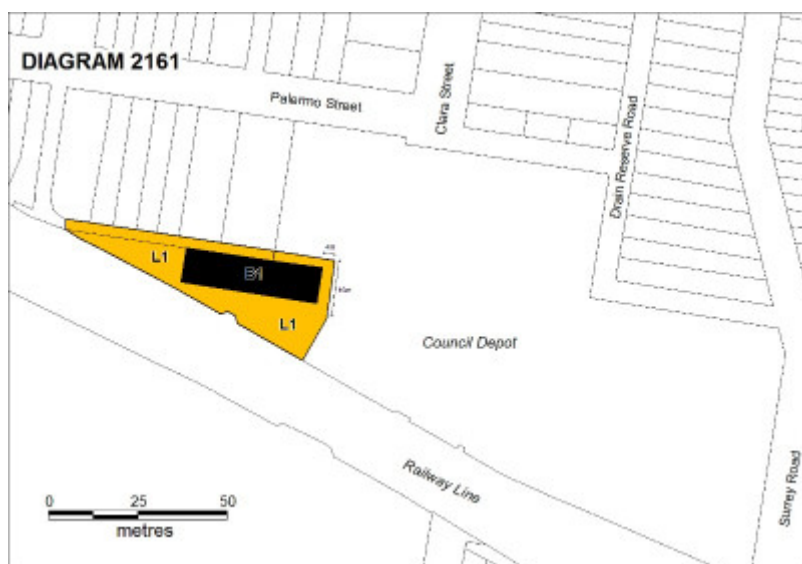 DIAGRAM 2161
Palermo Street
Clara Street
Drain Reserve Road
L1
B1
L1
Council Depot
Railway Line
Surrey Road
0 25 50
metres